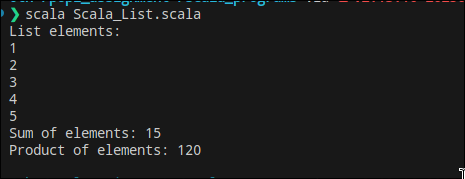 ❯ scala Scala_List.scala
List elements:
1
2
3
4
5
Sum of elements: 15
Product of elements: 120